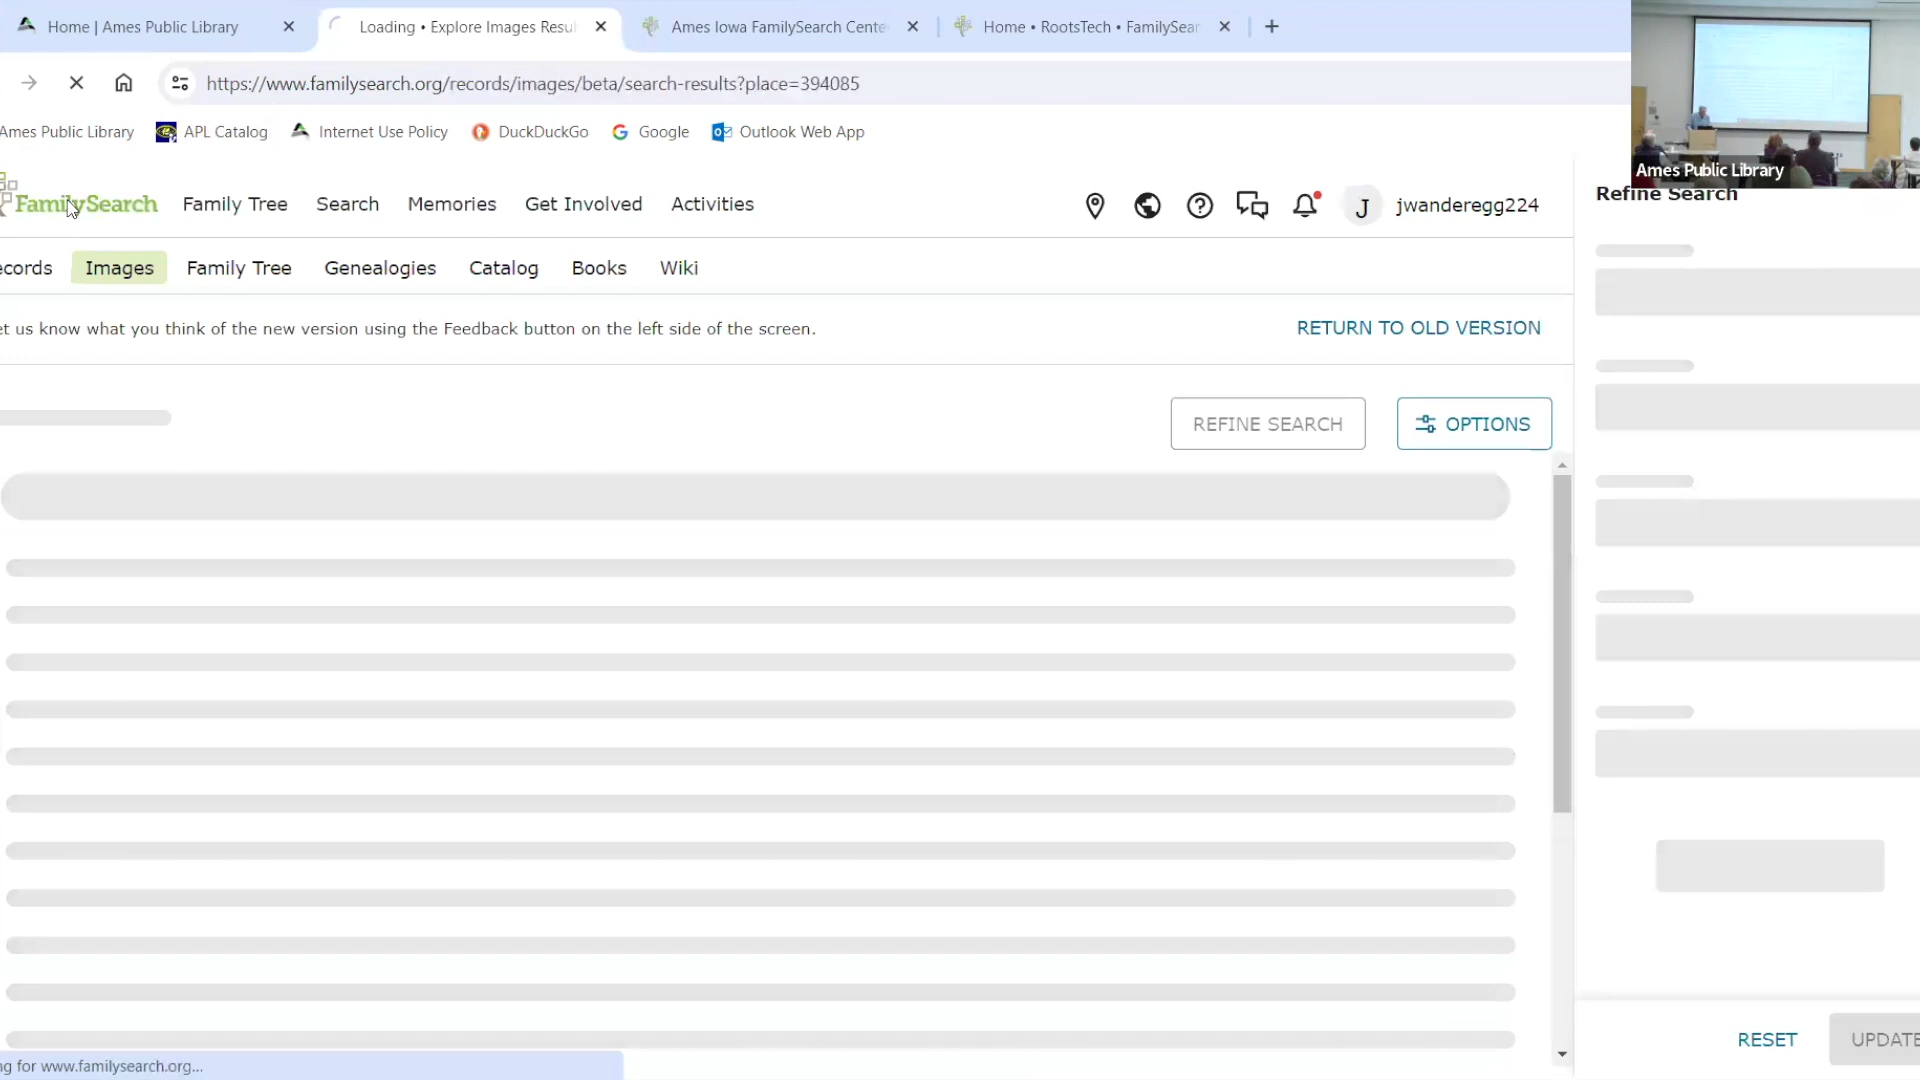 Home | Ames Public Library
Loading • Explore Images Resul
Ames Iowa FamilySearch Cente
Home • RootsTech • FamilySear
https://www.familysearch.org/records/images/beta/search-results?place=394085
Ames Public Library
APL Catalog
Internet Use Policy
DuckDuckGo
Google
Outlook Web App
Ames Public Library
FamilySearch
Family Tree
Search
Memories
Get Involved
Activities
J
jwanderegg224
Refine Search
ecords
Images
Family Tree
Genealogies
Catalog
Books
Wiki
et us know what you think of the new version using the Feedback button on the left side of the screen.
RETURN TO OLD VERSION
REFINE SEARCH
OPTIONS
RESET
UPDATE
ng for www.familysearch.org...